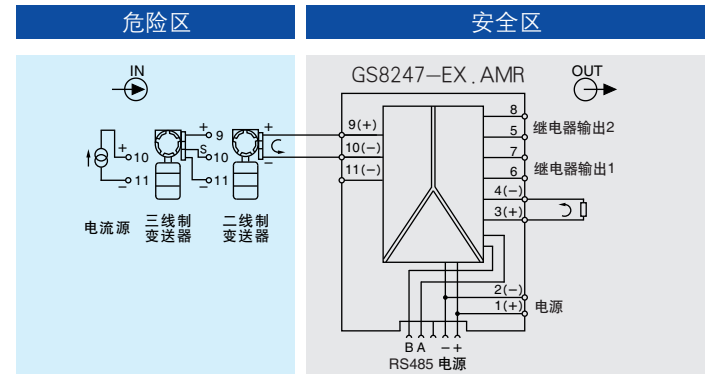 危险区
安全区
IN
GS8247-EX.AMR
OUT
+
9
S
10
−
11
+
10
−
11
+
−
电流源
三线制
变送器
二线制
变送器
9(+)
10(−)
11(−)
8
5
继电器输出2
7
6
继电器输出1
4(−)
3(+)
2(−)
1(+)
电源
B A − +
RS485 电源